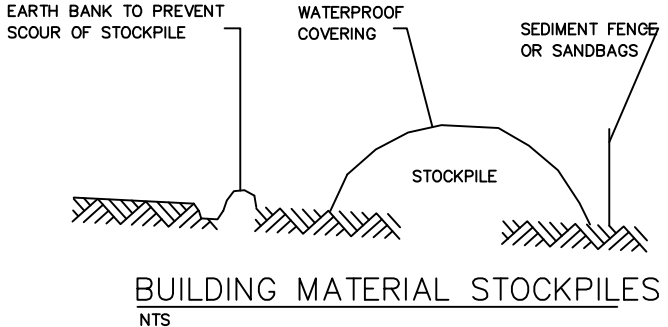 EARTH BANK TO PREVENT
SCOUR OF STOCKPILE
WATERPROOF
COVERING
SEDIMENT FENCE
OR SANDBAGS
STOCKPILE
BUILDING MATERIAL STOCKPILES
NTS